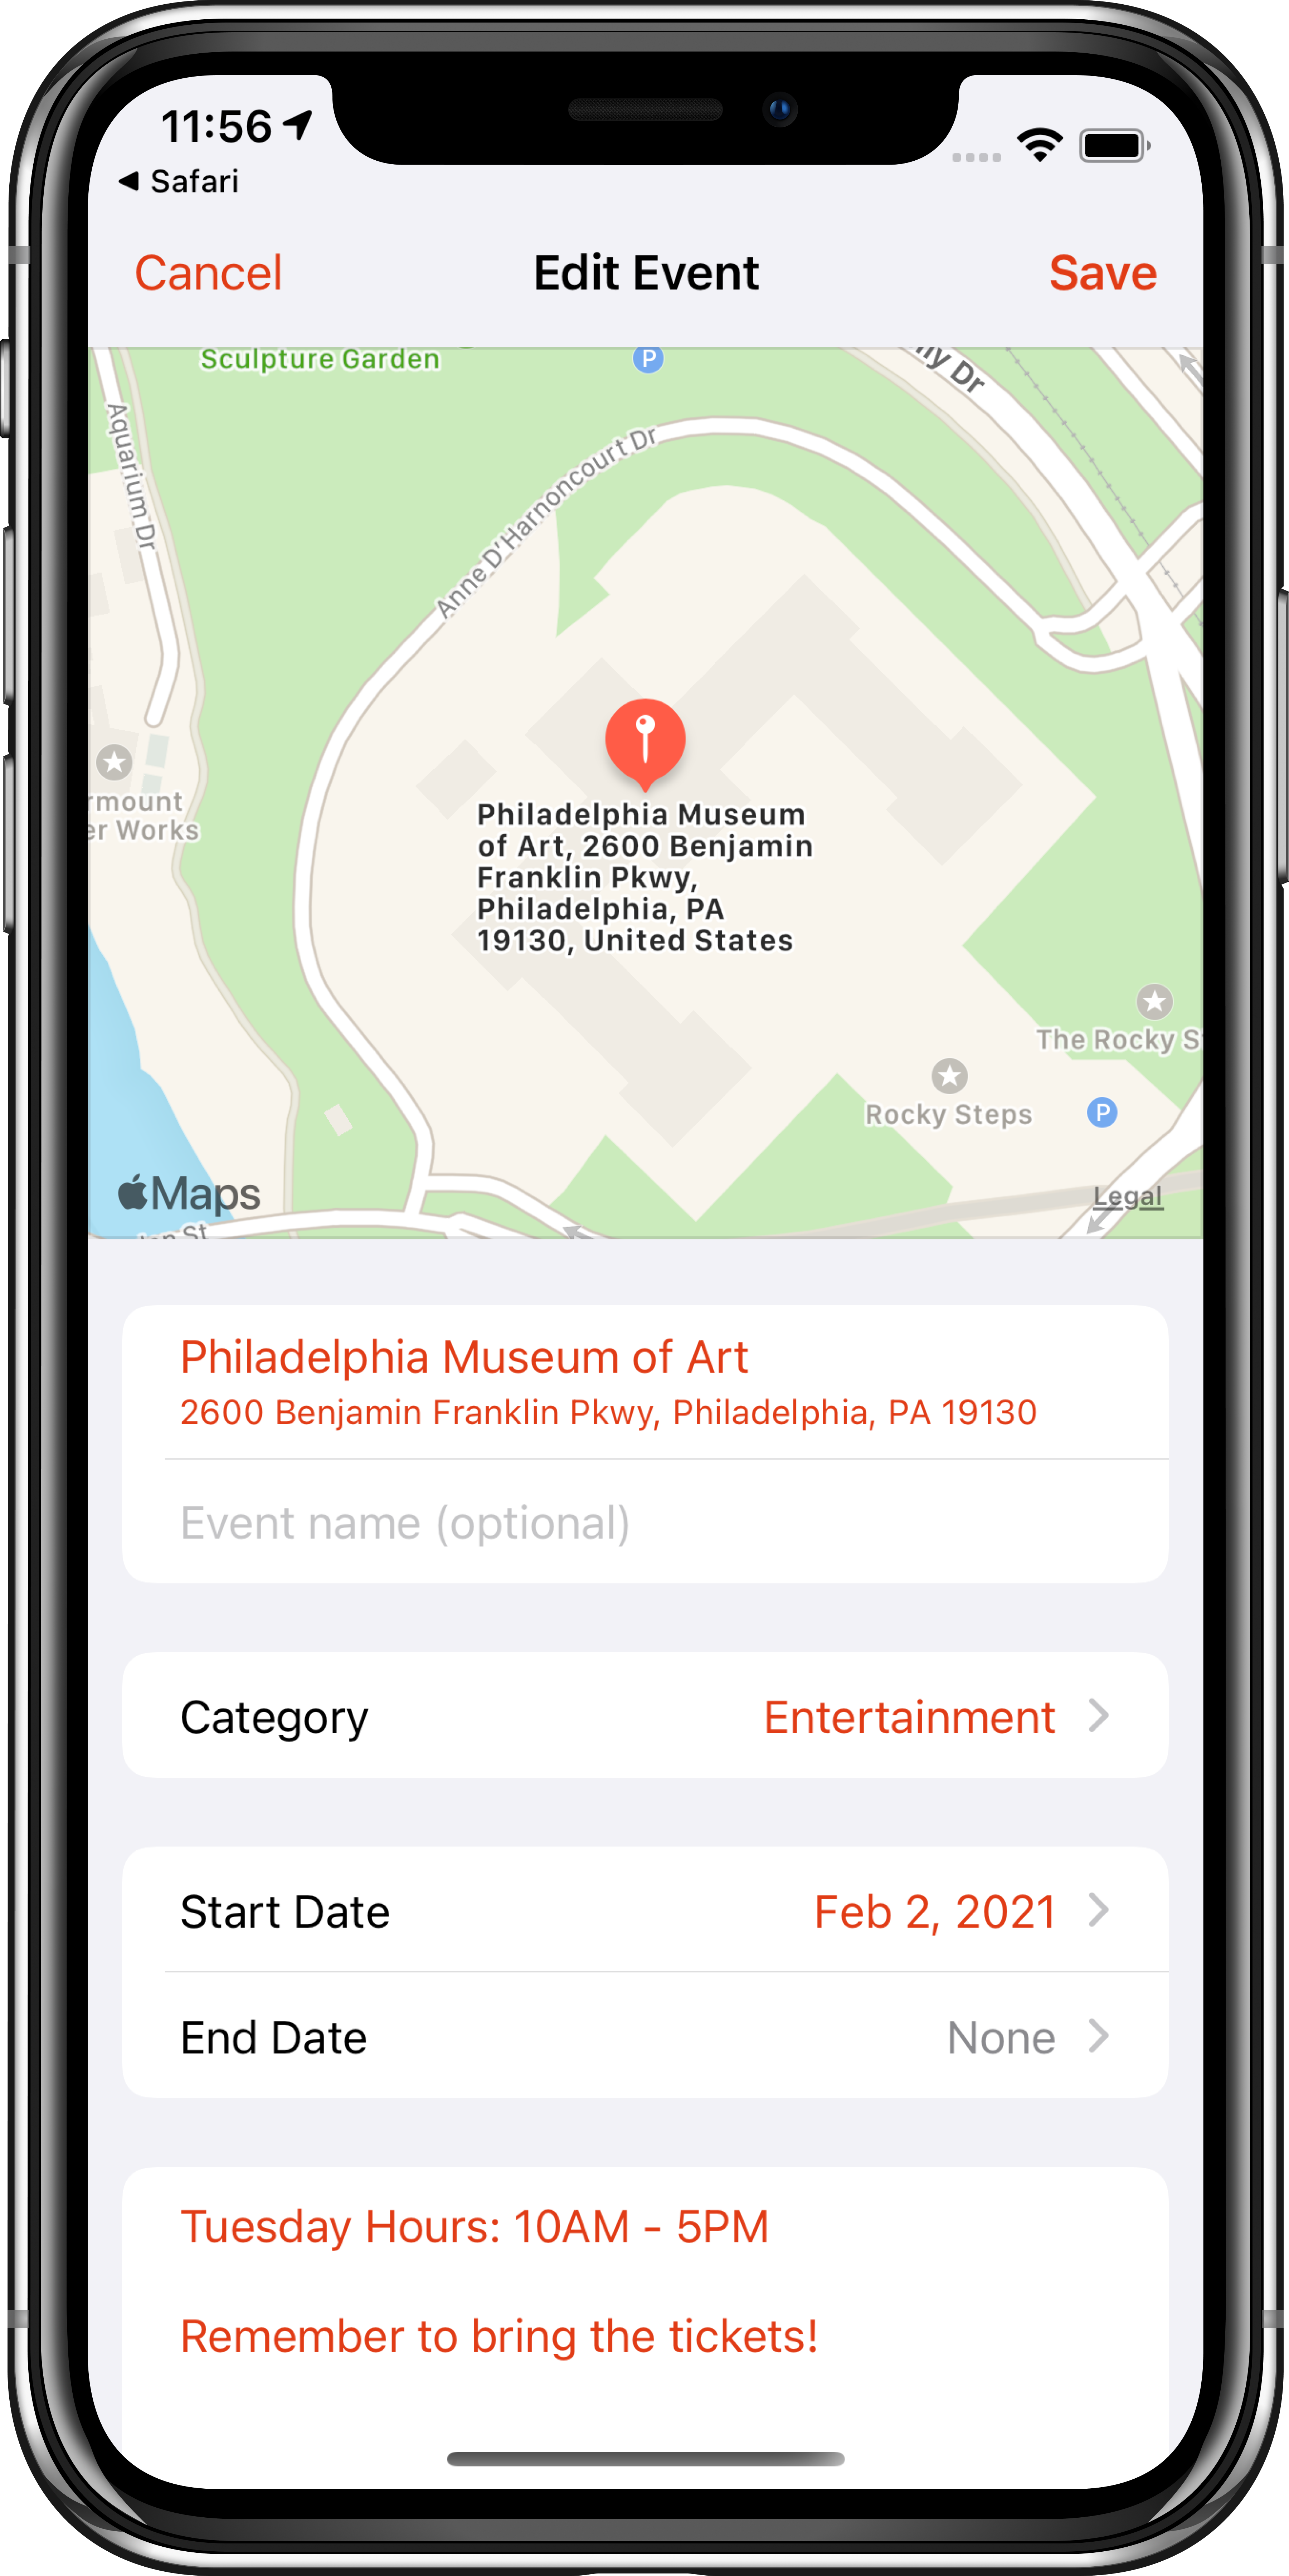 11:56
Safari
Cancel
Edit Event
Save
Sculpture Garden
P
lly Dr
Aquarium Dr
Anne D'Harnoncourt Dr
rmount
er Works
Philadelphia Museum
of Art, 2600 Benjamin
Franklin Pkwy,
Philadelphia, PA
19130, United States
The Rocky S
Rocky Steps
P
Maps
Legal
St
Philadelphia Museum of Art
2600 Benjamin Franklin Pkwy, Philadelphia, PA 19130
Event name (optional)
Category
Entertainment
Start Date
Feb 2, 2021
End Date
None
Tuesday Hours: 10AM - 5PM
Remember to bring the tickets!